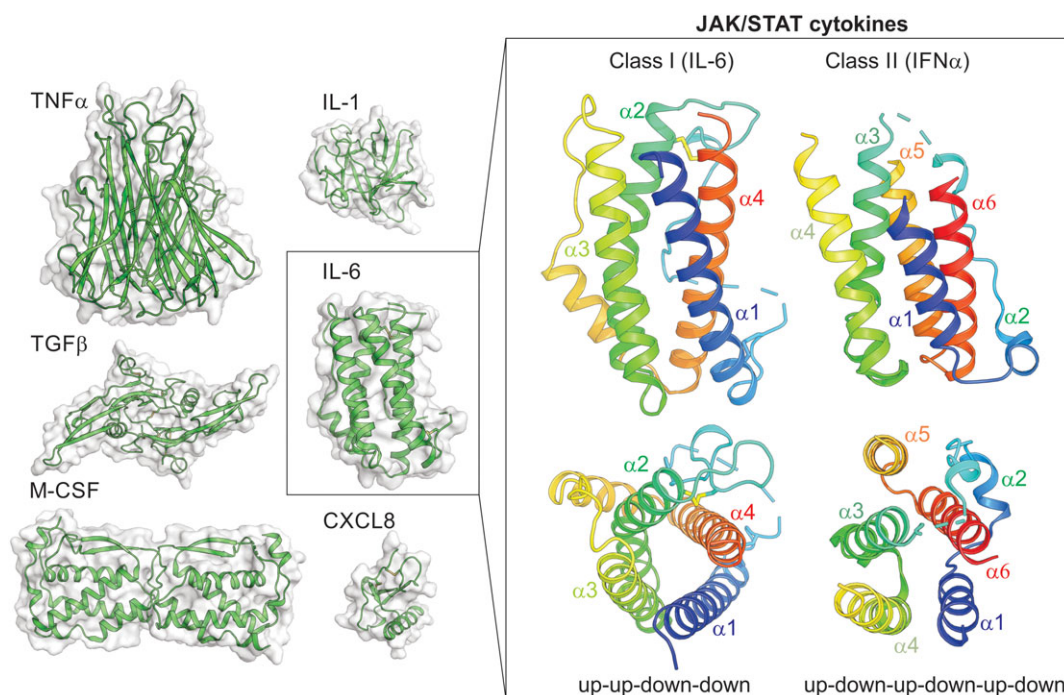 JAK/STAT cytokines
Class I (IL-6)
Class II (IFNα)
TNFα
IL-1
IL-6
TGFβ
M-CSF
CXCL8
α2
α4
α3
α1
α3
α5
α6
α4
α1
α2
α2
α4
α3
α1
α5
α2
α3
α6
α1
α4
up-up-down-down
up-down-up-down-up-down